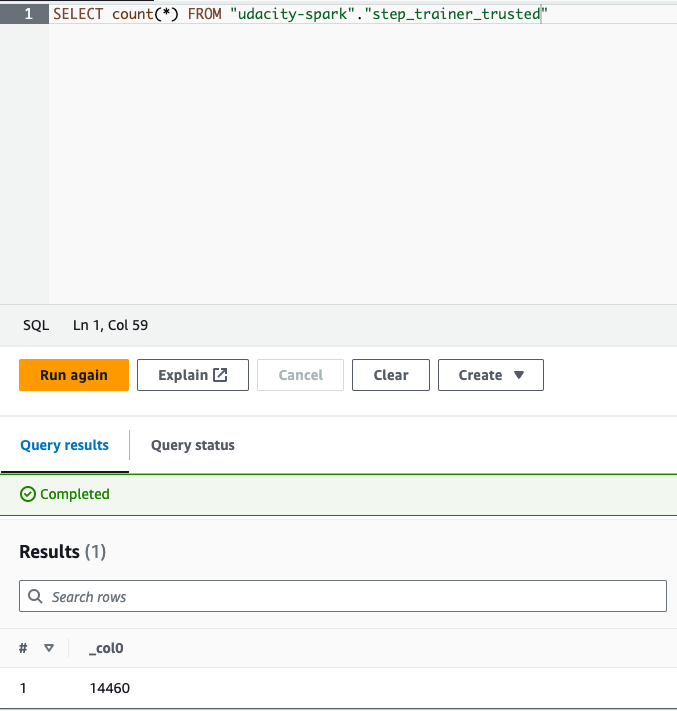 1 SELECT count(*) FROM "udacity-spark"."step_trainer_trusted"
SQL Ln 1, Col 59
Run again Explain Cancel Clear Create
Query results Query status
Completed
Results (1)
Search rows
# _col0
1 14460